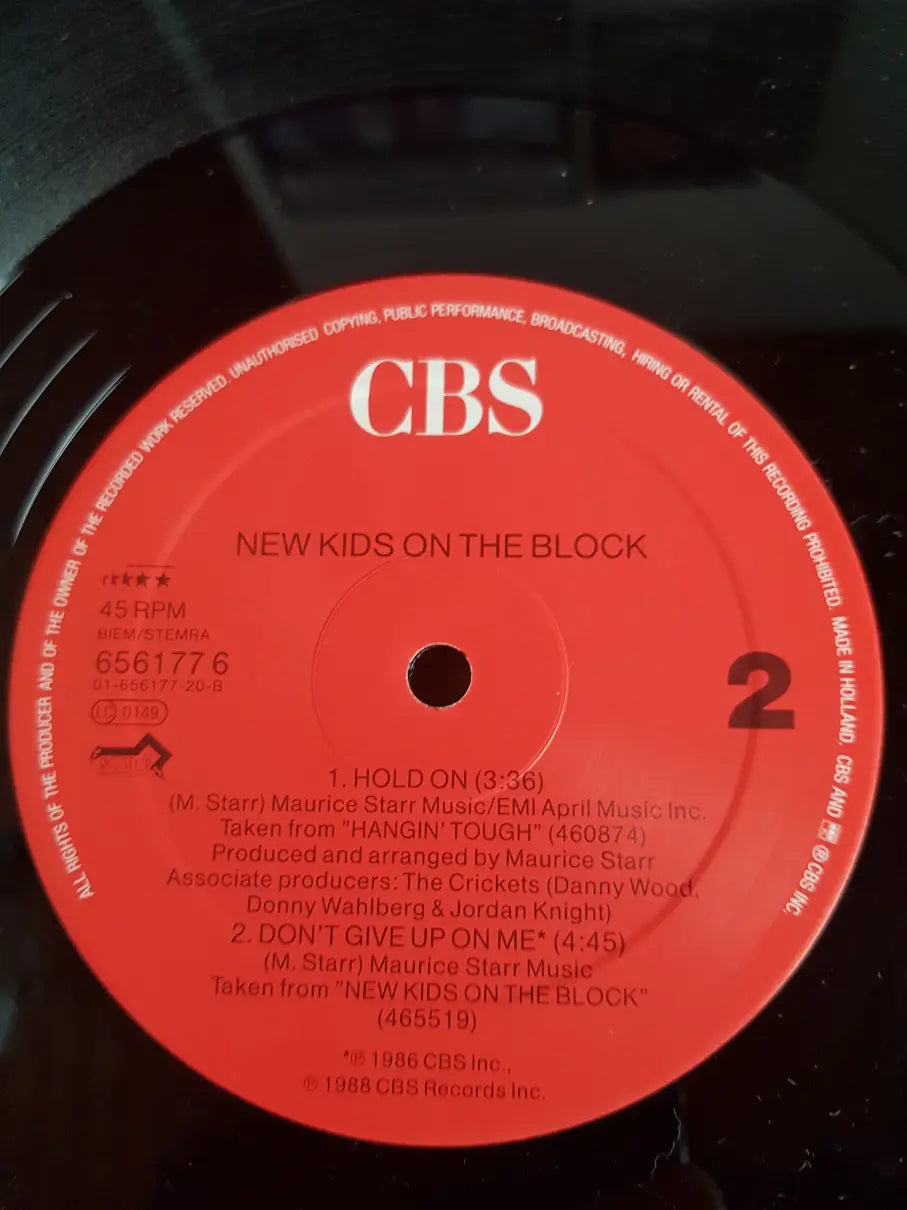 ALL RIGHTS OF THE PRODUCER AND OF THE OWNER OF THE RECORDED WORK RESERVED. UNAUTHORISED COPYING, PUBLIC PERFORMANCE, BROADCASTING, HIRING OR RENTAL OF THIS RECORDING PROHIBITED. MADE IN HOLLAND. CBS AND ℗ CBS INC.
CBS
NEW KIDS ON THE BLOCK
45 RPM
BIEM/STEMRA
656177 6
01-656177-20-B
LC 0149
2
1. HOLD ON (3:36)
(M. Starr) Maurice Starr Music/EMI April Music Inc.
Taken from "HANGIN' TOUGH" (460874)
Produced and arranged by Maurice Starr
Associate producers: The Crickets (Danny Wood,
Donny Wahlberg & Jordan Knight)
2. DON'T GIVE UP ON ME* (4:45)
(M. Starr) Maurice Starr Music
Taken from "NEW KIDS ON THE BLOCK"
(465519)
*℗ 1986 CBS Inc.,
℗ 1988 CBS Records Inc.